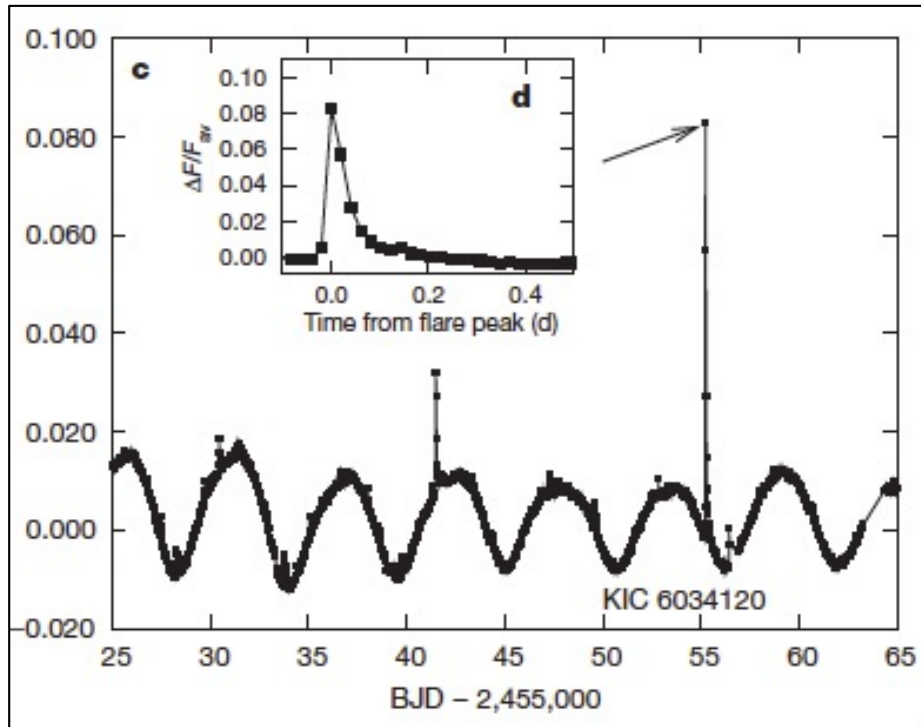 0.100
0.080
0.060
0.040
0.020
0.000
–0.020
c
d
ΔF/Fav
0.10
0.08
0.06
0.04
0.02
0.00
0.0 0.2 0.4
Time from flare peak (d)
KIC 6034120
25 30 35 40 45 50 55 60 65
BJD – 2,455,000